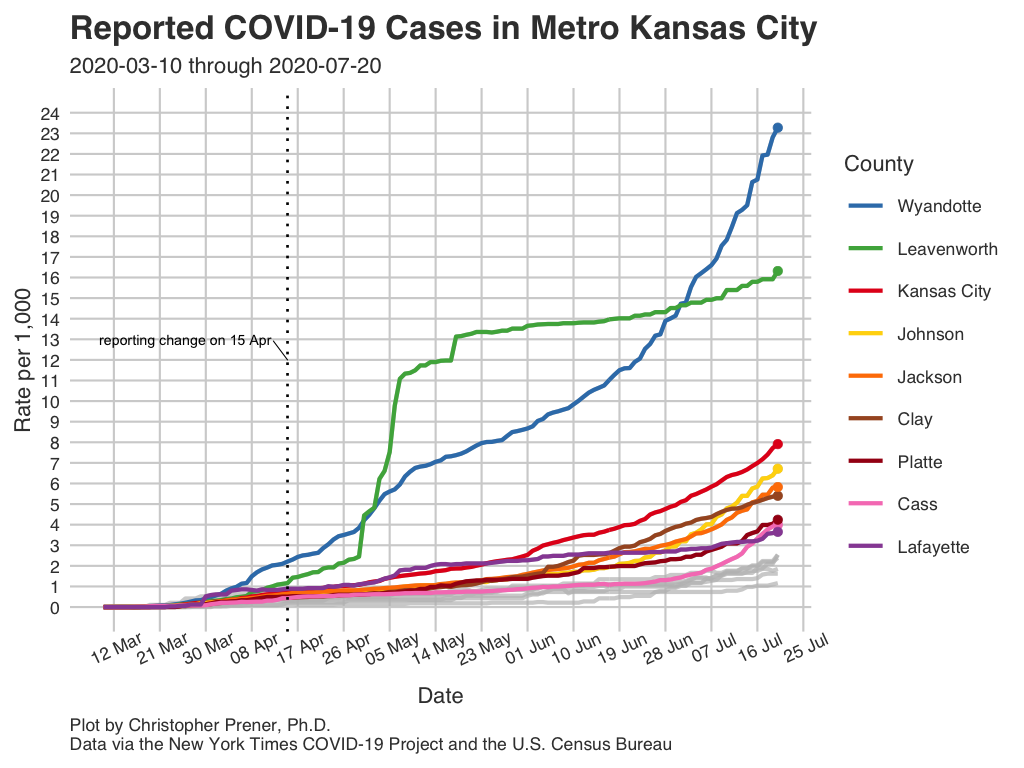 Reported COVID-19 Cases in Metro Kansas City
2020-03-10 through 2020-07-20
24
23
22
21
20
19
18
17
16
15
14
13
12
11
10
9
8
7
6
5
4
3
2
1
0
Rate per 1,000
reporting change on 15 Apr
12 Mar
21 Mar
30 Mar
08 Apr
17 Apr
26 Apr
05 May
14 May
23 May
01 Jun
10 Jun
19 Jun
28 Jun
07 Jul
16 Jul
25 Jul
Date
County
Wyandotte
Leavenworth
Kansas City
Johnson
Jackson
Clay
Platte
Cass
Lafayette
Plot by Christopher Prener, Ph.D.
Data via the New York Times COVID-19 Project and the U.S. Census Bureau